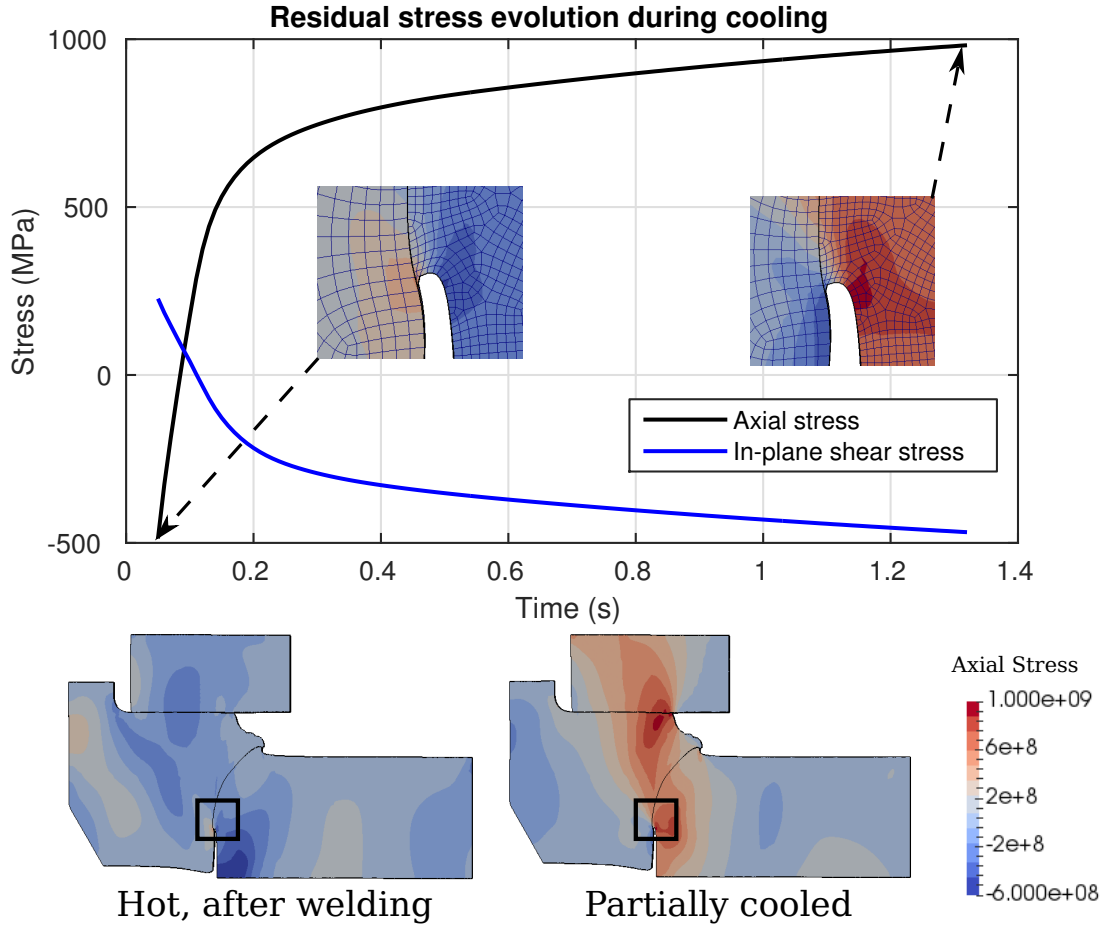 Residual stress evolution during cooling
1000
500
0
-500
Stress (MPa)
Axial stress
In-plane shear stress
0 0.2 0.4 0.6 0.8 1 1.2 1.4
Time (s)
Axial Stress
1.000e+09
6e+8
2e+8
-2e+8
-6.000e+08
Hot, after welding
Partially cooled